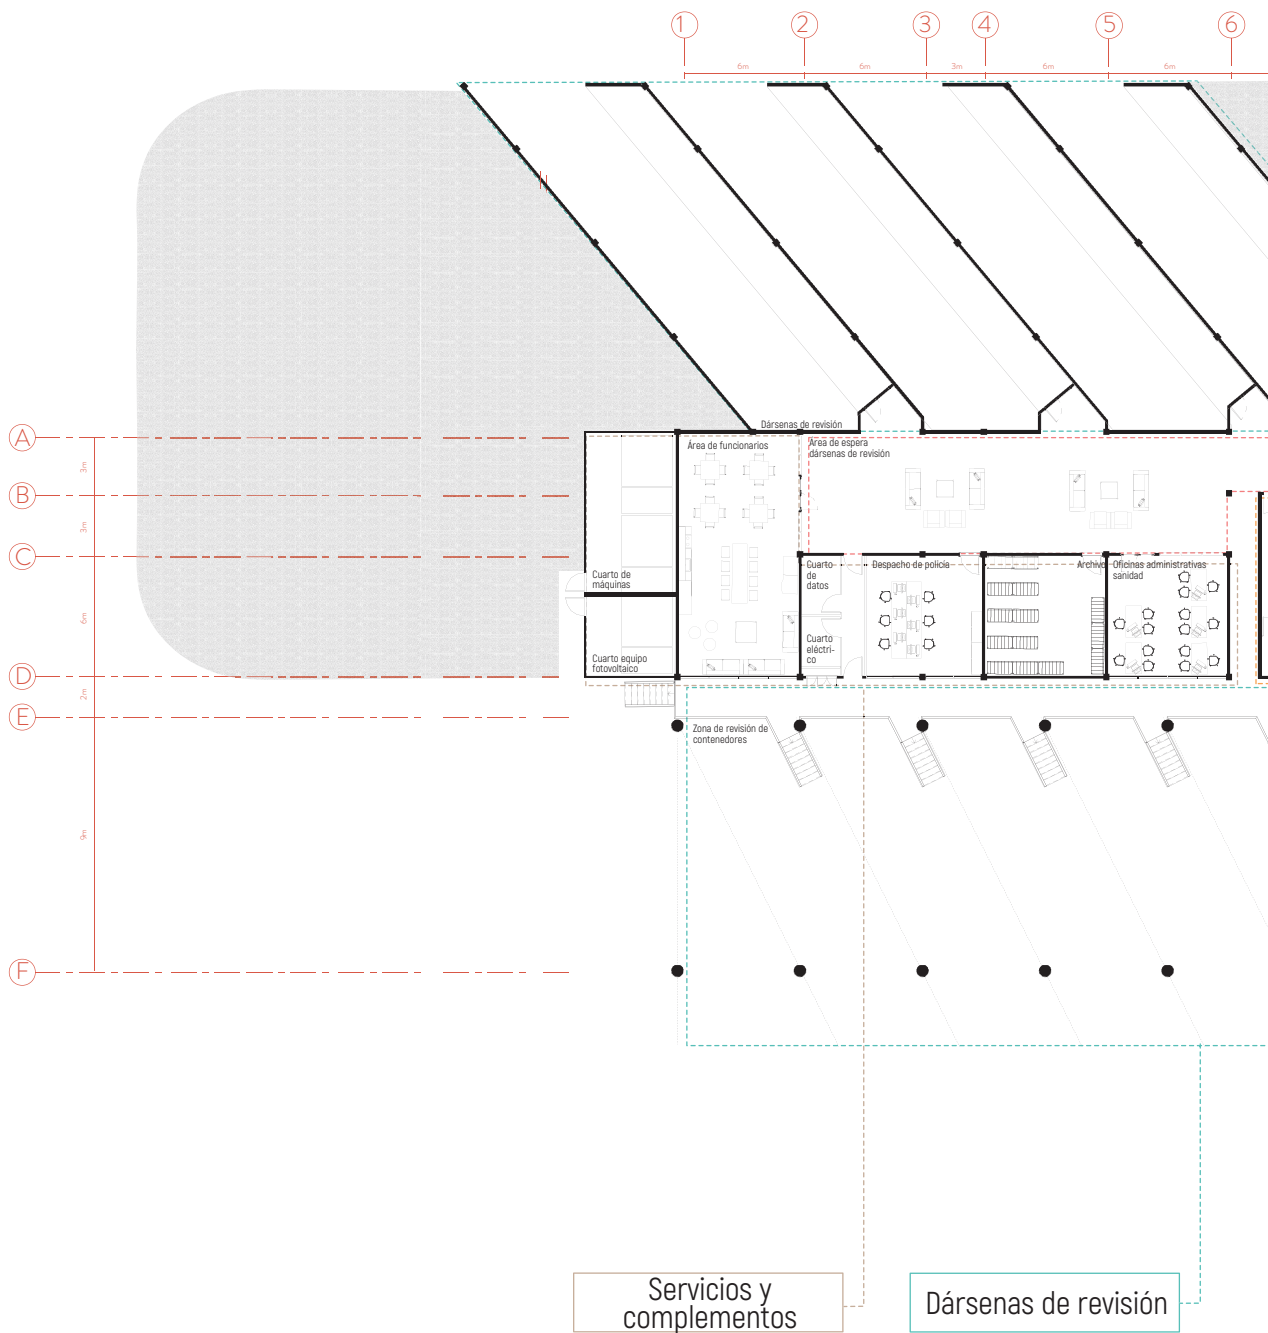 1 2 3 4 5 6
6m 6m 3m 6m 6m
A
B
C
D
E
F
3m
3m
6m
2m
9m
Dársenas de revisión
Área de funcionarios
Área de espera
dársenas de revisión
Cuarto de
máquinas
Cuarto equipo
fotovoltaico
Cuarto
de
datos
Cuarto
eléctri-
co
Despacho de policía
Archivo
Oficinas administrativas
sanidad
Zona de revisión de
contenedores
Servicios y
complementos
Dársenas de revisión